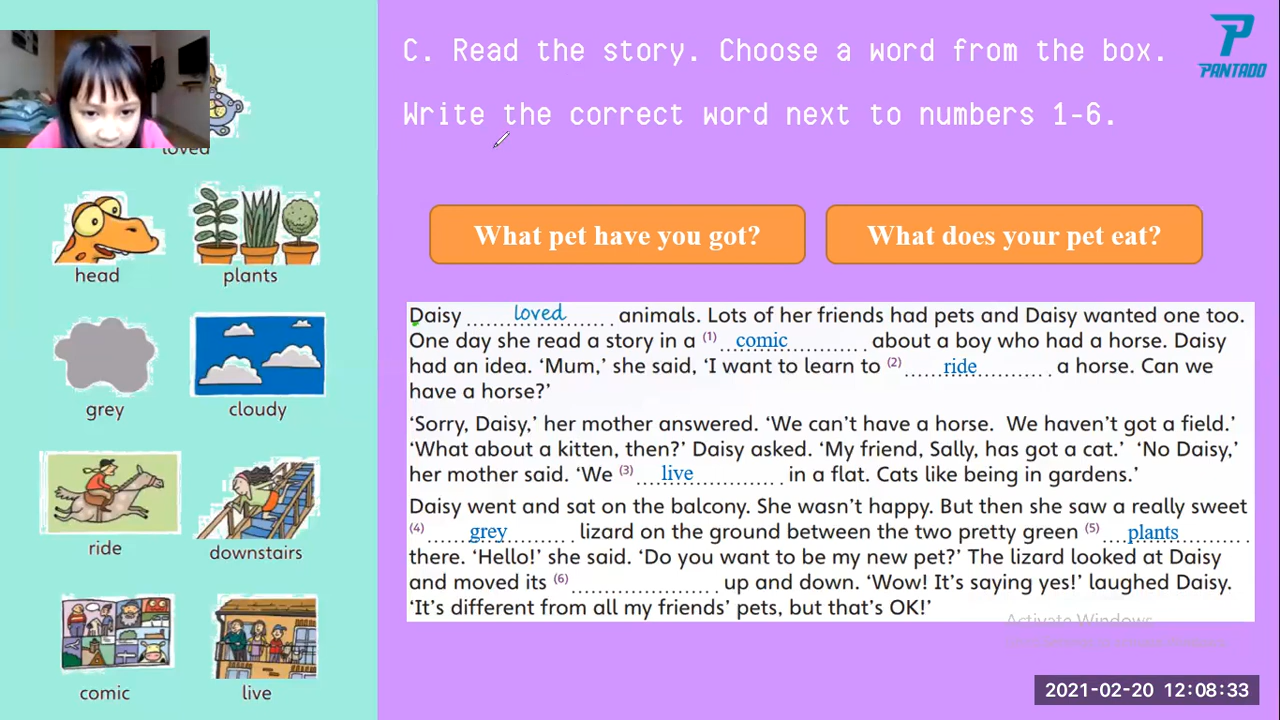 C. Read the story. Choose a word from the box.
Write the correct word next to numbers 1-6.
PANTADO
loved
head
plants
grey
cloudy
ride
downstairs
comic
live
What pet have you got?
What does your pet eat?
Daisy loved animals. Lots of her friends had pets and Daisy wanted one too.
One day she read a story in a (1) comic about a boy who had a horse. Daisy
had an idea. ‘Mum,’ she said, ‘I want to learn to (2) ride a horse. Can we
have a horse?’
‘Sorry, Daisy,’ her mother answered. ‘We can’t have a horse. We haven’t got a field.’
‘What about a kitten, then?’ Daisy asked. ‘My friend, Sally, has got a cat.’ ‘No Daisy,’
her mother said. ‘We (3) live in a flat. Cats like being in gardens.’
Daisy went and sat on the balcony. She wasn’t happy. But then she saw a really sweet
(4) grey lizard on the ground between the two pretty green (5) plants
there. ‘Hello!’ she said. ‘Do you want to be my new pet?’ The lizard looked at Daisy
and moved its (6) .................... up and down. ‘Wow! It’s saying yes!’ laughed Daisy.
‘It’s different from all my friends’ pets, but that’s OK!’
Activate Windows
2021-02-20 12:08:33